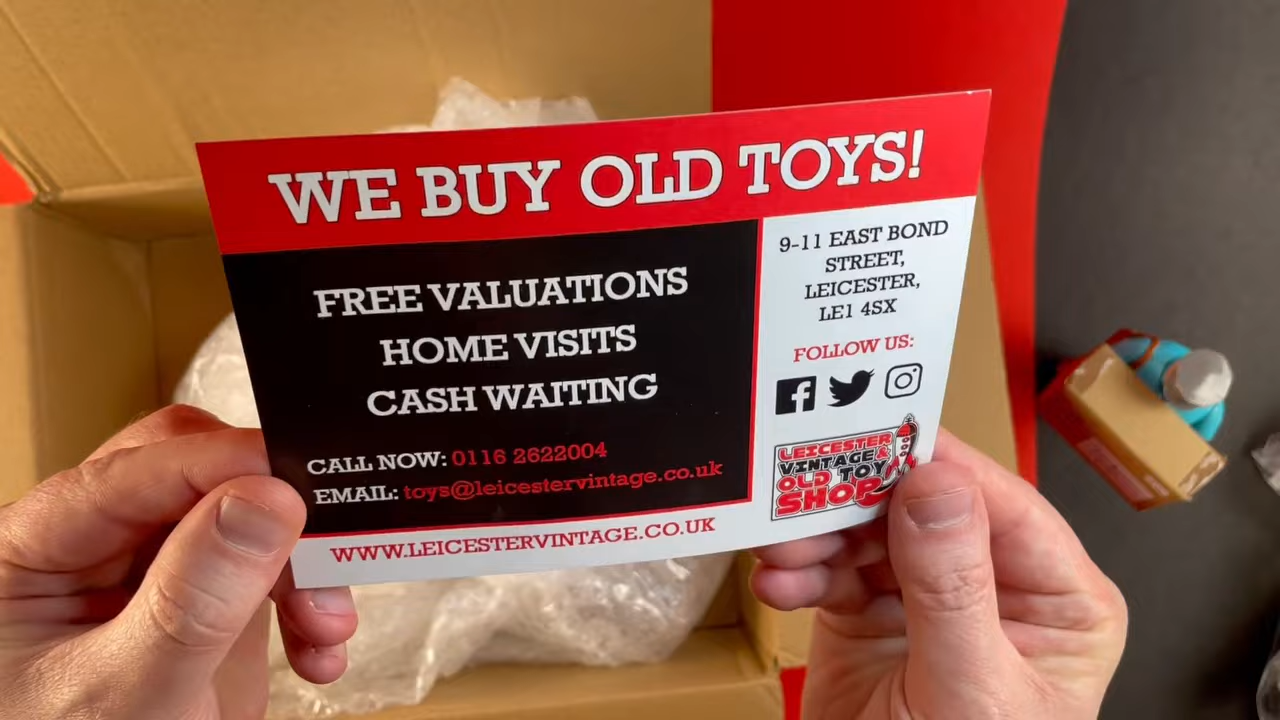 WE BUY OLD TOYS!
FREE VALUATIONS
HOME VISITS
CASH WAITING
CALL NOW: 0116 2622004
EMAIL: toys@leicestervintage.co.uk
WWW.LEICESTERVINTAGE.CO.UK
9-11 EAST BOND
STREET,
LEICESTER,
LE1 4SX
FOLLOW US:
LEICESTER
VINTAGE &
OLD TOY
SHOP